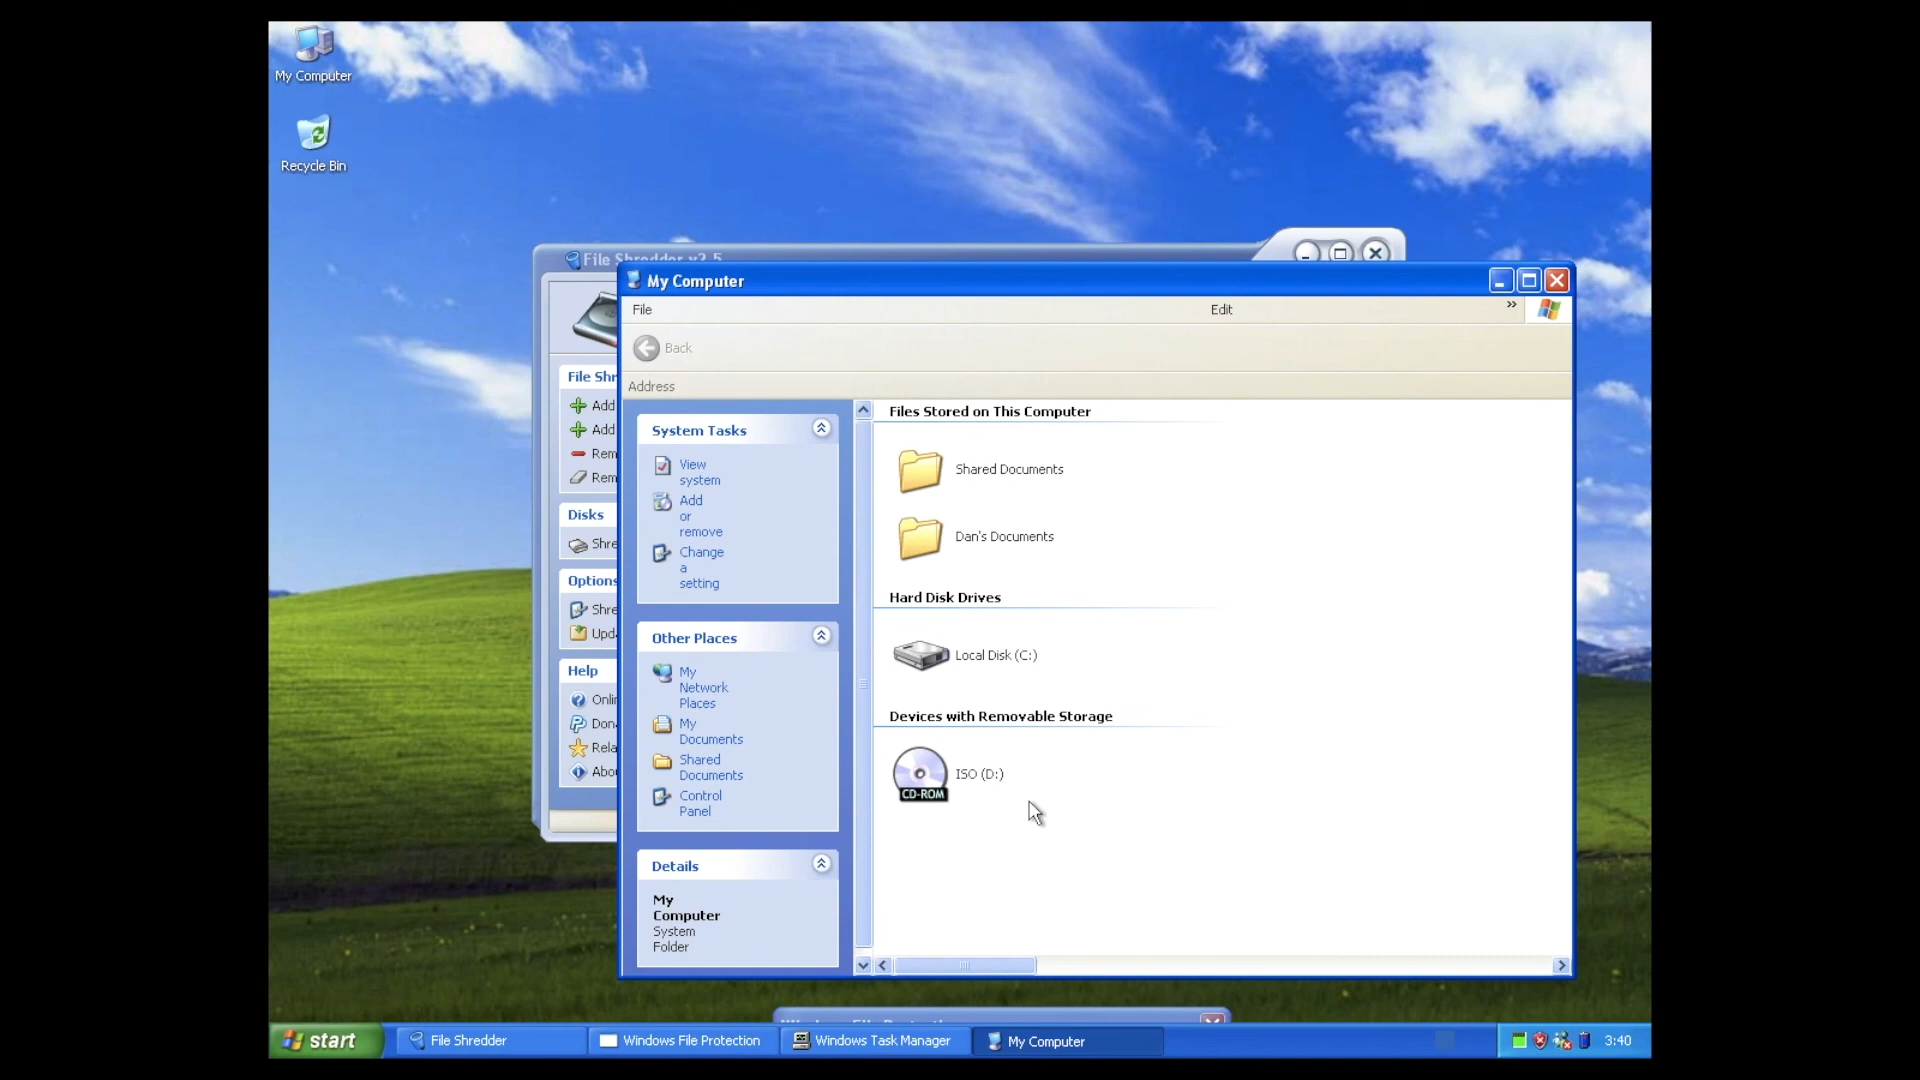 My Computer
Recycle Bin
File Shredder v2.5
My Computer
File
Edit
»
Back
Address
File Shr
Add
Add
Rem
Rem
Disks
Shre
Options
Shre
Upd
Help
Onlin
Don
Rela
Abo
System Tasks
View
system
Add
or
remove
Change
a
setting
Other Places
My
Network
Places
My
Documents
Shared
Documents
Control
Panel
Details
My
Computer
System
Folder
Files Stored on This Computer
Shared Documents
Dan's Documents
Hard Disk Drives
Local Disk (C:)
Devices with Removable Storage
CD-ROM
ISO (D:)
start
File Shredder
Windows File Protection
Windows Task Manager
My Computer
3:40